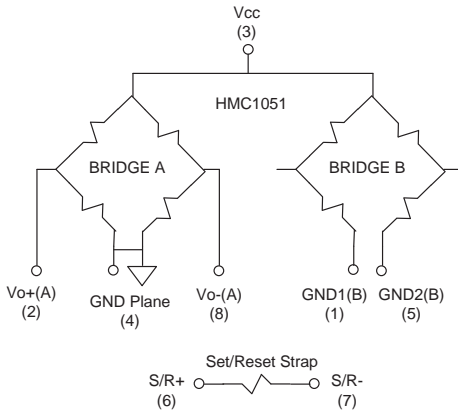 Vcc
(3)
HMC1051
BRIDGE A
BRIDGE B
Vo+(A)
(2)
GND Plane
(4)
Vo-(A)
(8)
GND1(B)
(1)
GND2(B)
(5)
Set/Reset Strap
S/R+
(6)
S/R-
(7)